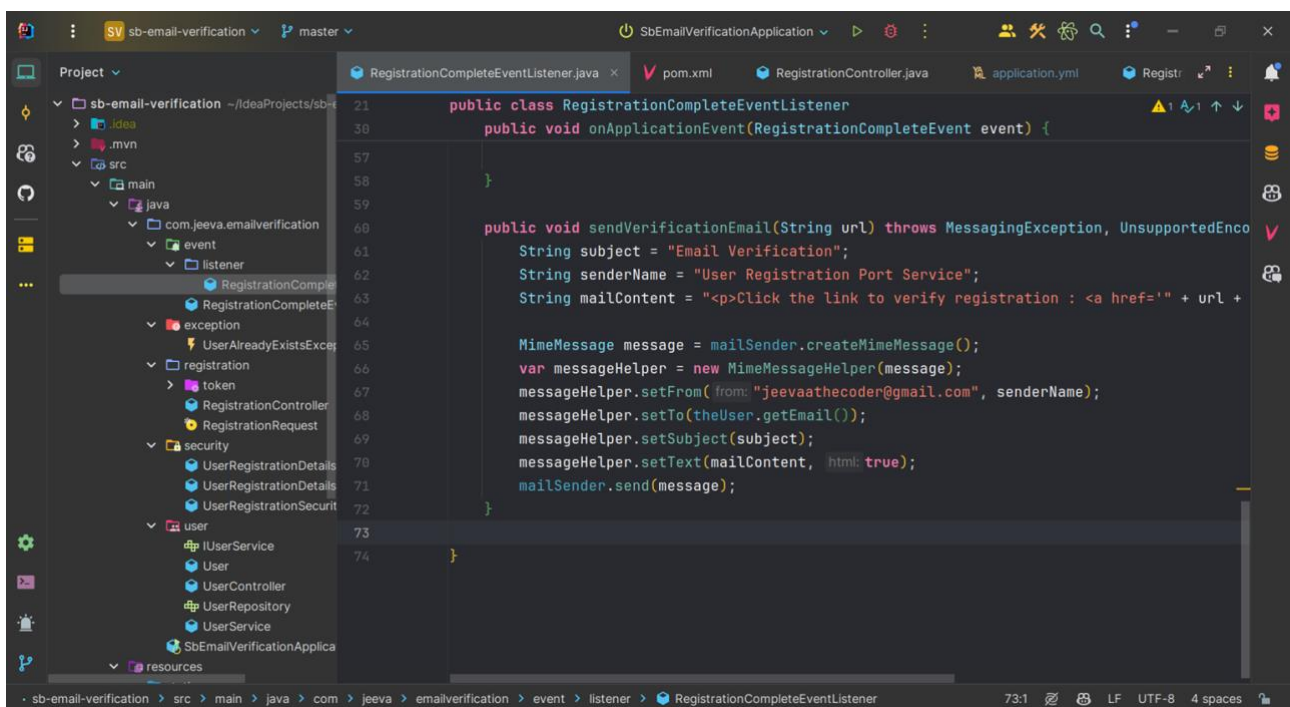 SV sb-email-verification master SbEmailVerificationApplication
Project
RegistrationCompleteEventListener.java pom.xml RegistrationController.java application.yml Registr
sb-email-verification ~/IdeaProjects/sb-e
.idea
.mvn
src
main
java
com.jeeva.emailverification
event
listener
RegistrationComple
RegistrationCompleteE
exception
UserAlreadyExistsExcep
registration
token
RegistrationController
RegistrationRequest
security
UserRegistrationDetails
UserRegistrationDetails
UserRegistrationSecurit
user
IUserService
User
UserController
UserRepository
UserService
SbEmailVerificationApplica
resources
21 public class RegistrationCompleteEventListener 1 1
30 public void onApplicationEvent(RegistrationCompleteEvent event) {
57
58 }
59
60 public void sendVerificationEmail(String url) throws MessagingException, UnsupportedEnco
61 String subject = "Email Verification";
62 String senderName = "User Registration Port Service";
63 String mailContent = "<p>Click the link to verify registration : <a href='" + url +
64
65 MimeMessage message = mailSender.createMimeMessage();
66 var messageHelper = new MimeMessageHelper(message);
67 messageHelper.setFrom( from: "jeevaathecoder@gmail.com", senderName);
68 messageHelper.setTo(theUser.getEmail());
69 messageHelper.setSubject(subject);
70 messageHelper.setText(mailContent, html: true);
71 mailSender.send(message);
72 }
73
74 }
sb-email-verification > src > main > java > com > jeeva > emailverification > event > listener > RegistrationCompleteEventListener 73:1 LF UTF-8 4 spaces